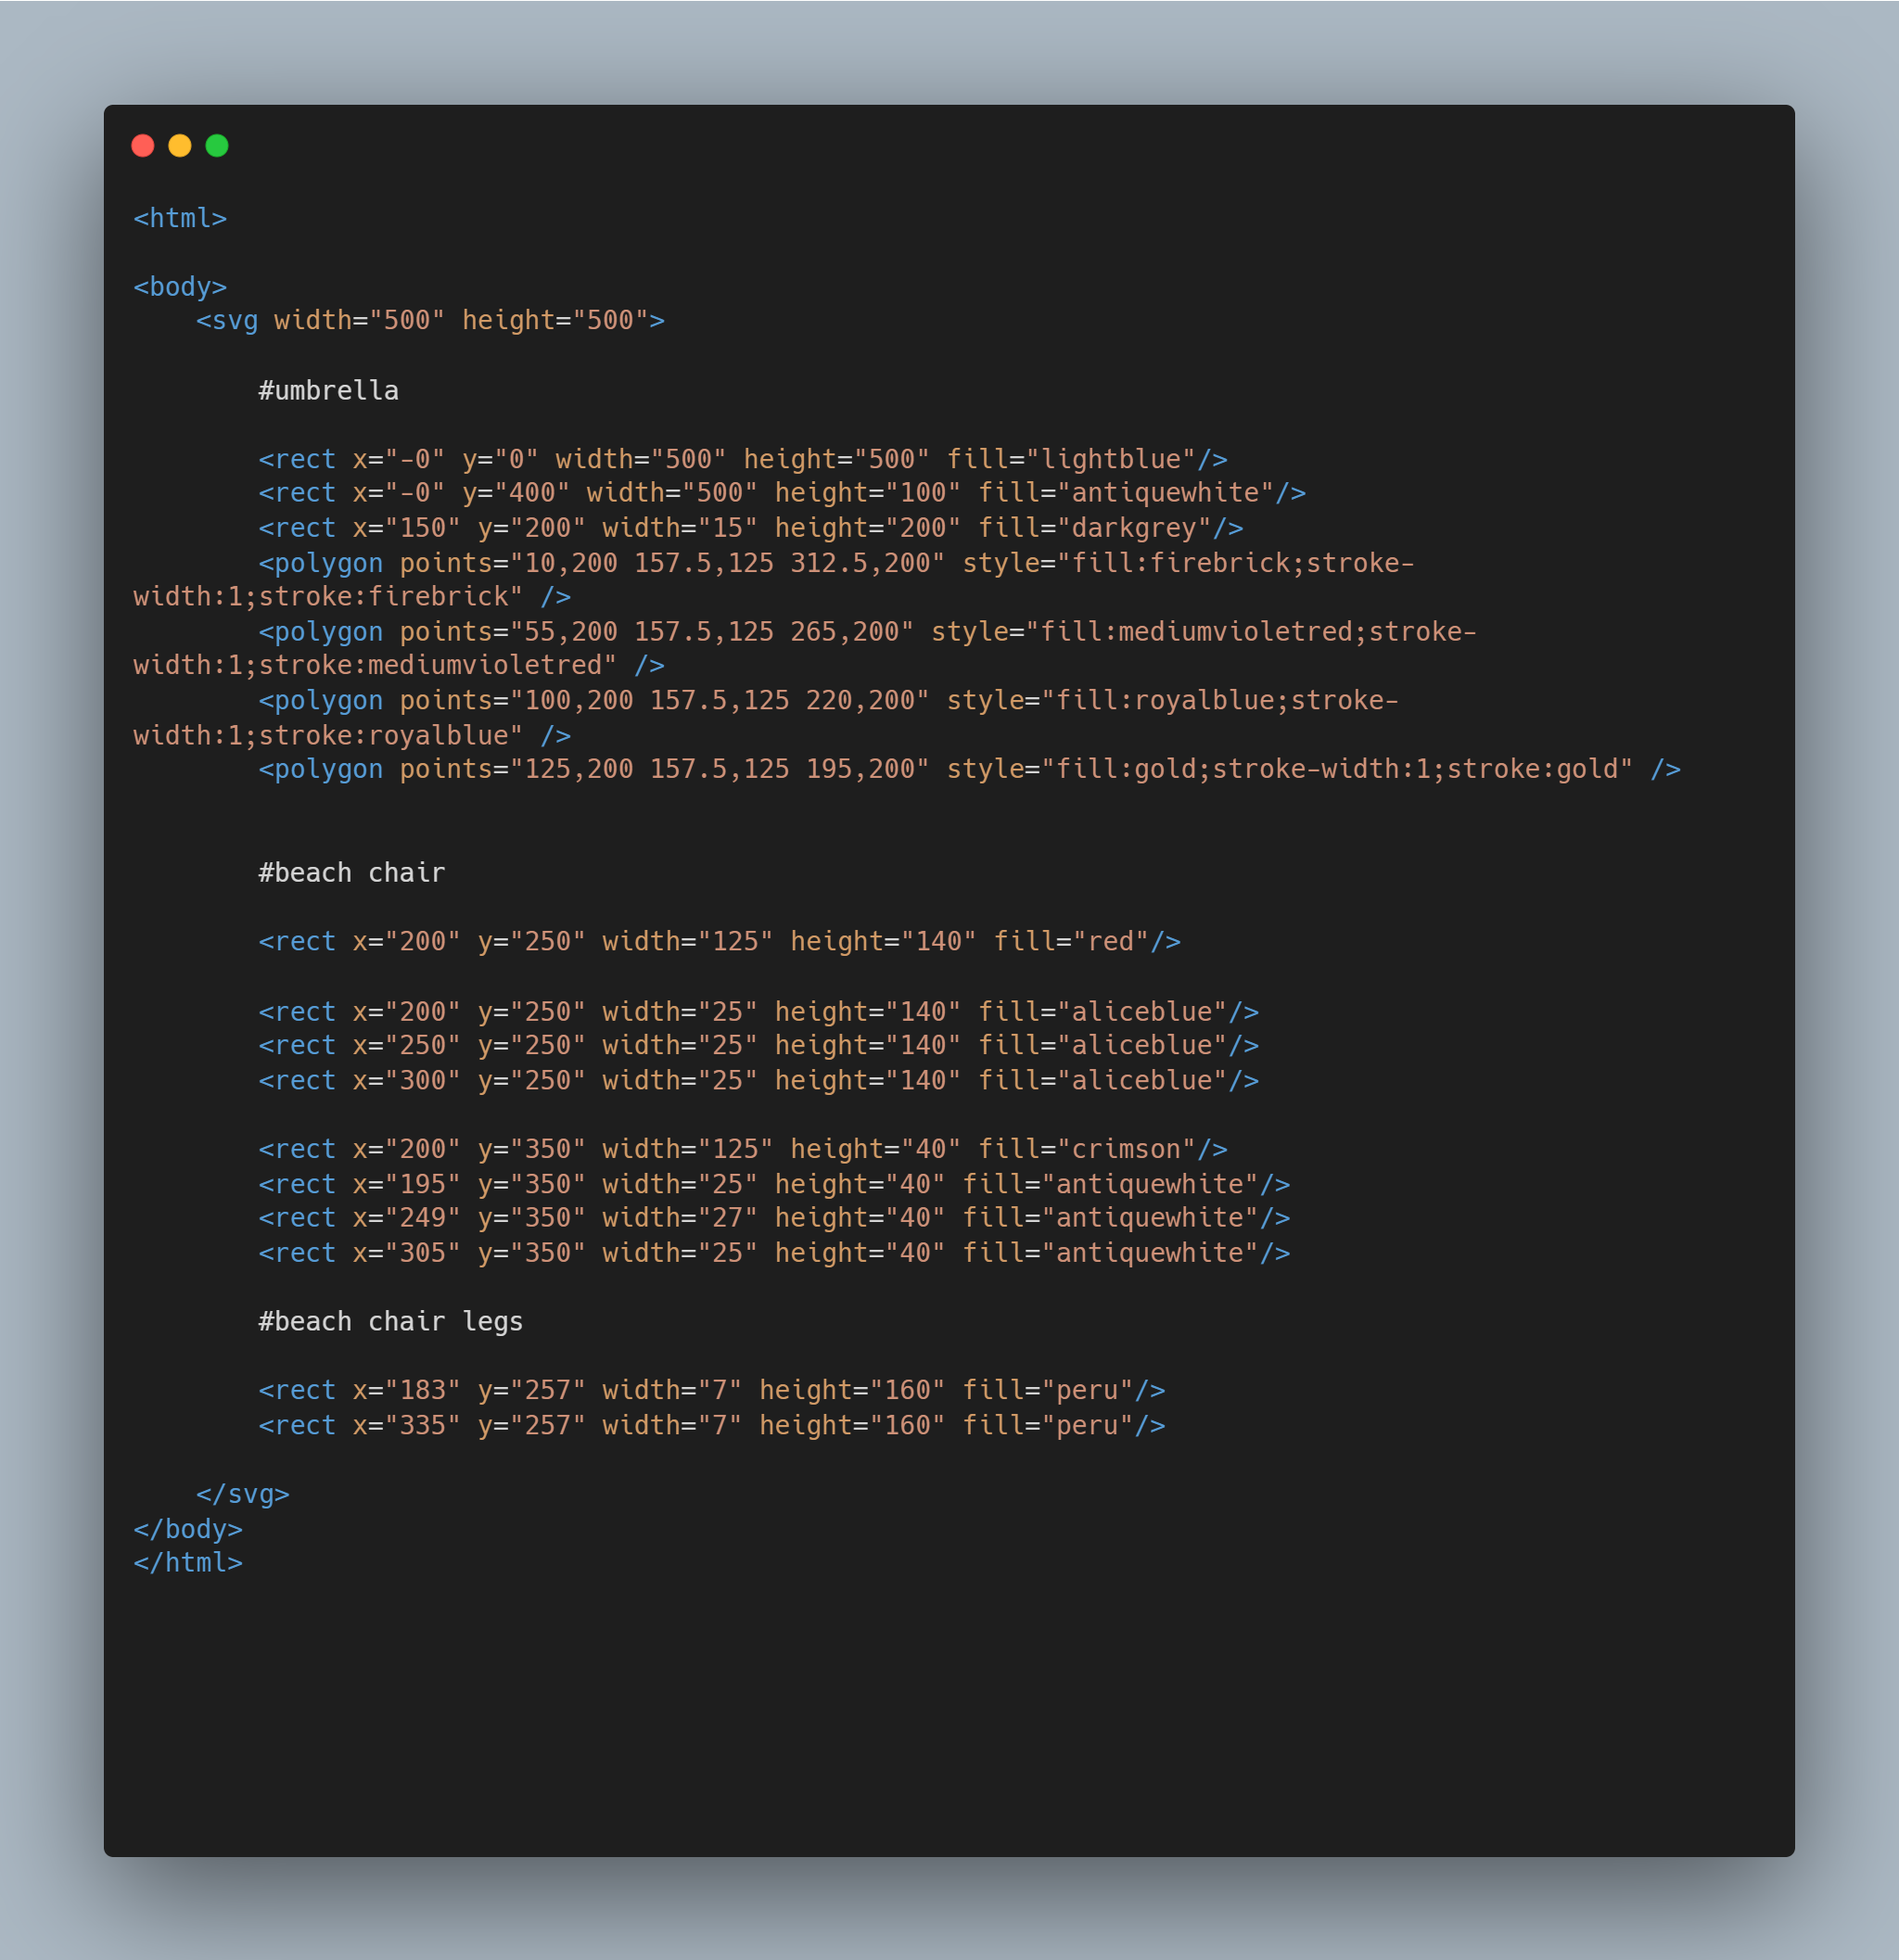 <html>
<body>
<svg width="500" height="500">
#umbrella
<rect x="-0" y="0" width="500" height="500" fill="lightblue"/>
<rect x="-0" y="400" width="500" height="100" fill="antiquewhite"/>
<rect x="150" y="200" width="15" height="200" fill="darkgrey"/>
<polygon points="10,200 157.5,125 312.5,200" style="fill:firebrick;stroke-
width:1;stroke:firebrick" />
<polygon points="55,200 157.5,125 265,200" style="fill:mediumvioletred;stroke-
width:1;stroke:mediumvioletred" />
<polygon points="100,200 157.5,125 220,200" style="fill:royalblue;stroke-
width:1;stroke:royalblue" />
<polygon points="125,200 157.5,125 195,200" style="fill:gold;stroke-width:1;stroke:gold" />
#beach chair
<rect x="200" y="250" width="125" height="140" fill="red"/>
<rect x="200" y="250" width="25" height="140" fill="aliceblue"/>
<rect x="250" y="250" width="25" height="140" fill="aliceblue"/>
<rect x="300" y="250" width="25" height="140" fill="aliceblue"/>
<rect x="200" y="350" width="125" height="40" fill="crimson"/>
<rect x="195" y="350" width="25" height="40" fill="antiquewhite"/>
<rect x="249" y="350" width="27" height="40" fill="antiquewhite"/>
<rect x="305" y="350" width="25" height="40" fill="antiquewhite"/>
#beach chair legs
<rect x="183" y="257" width="7" height="160" fill="peru"/>
<rect x="335" y="257" width="7" height="160" fill="peru"/>
</svg>
</body>
</html>